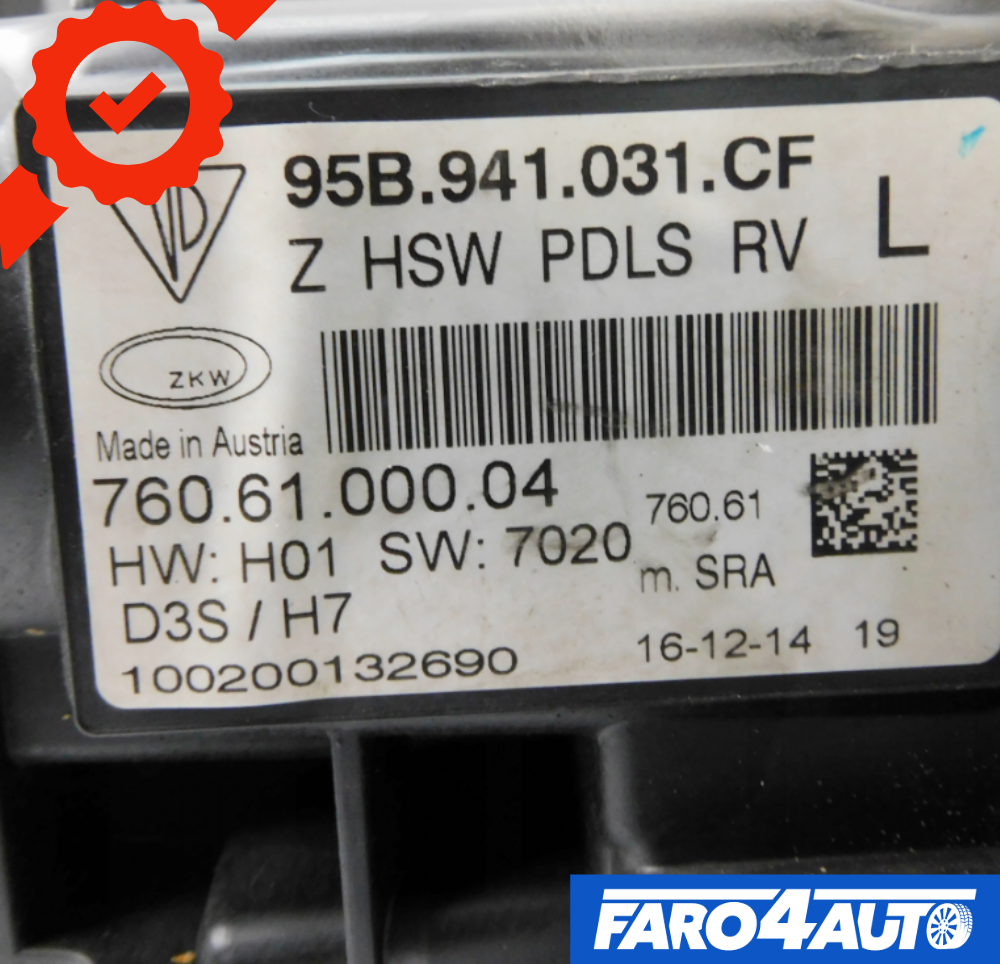 95B.941.031.CF
Z HSW PDLS RV L
ZKW
Made in Austria
760.61.000.04
760.61
HW: H01 SW: 7020
m. SRA
D3S / H7
100200132690
16-12-14 19
FARO4AUTO